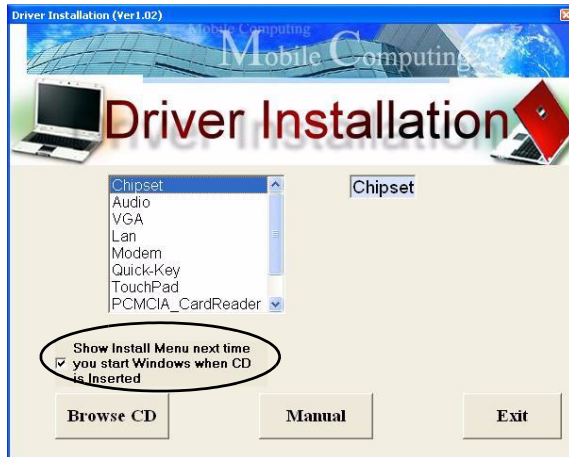 Driver Installation (Ver1.02)
Mobile Computing
Mobile Computing
Driver Installation
Chipset
Chipset
Audio
VGA
Lan
Modem
Quick-Key
TouchPad
PCMCIA_CardReader
Show Install Menu next time
you start Windows when CD
is Inserted
Browse CD
Manual
Exit